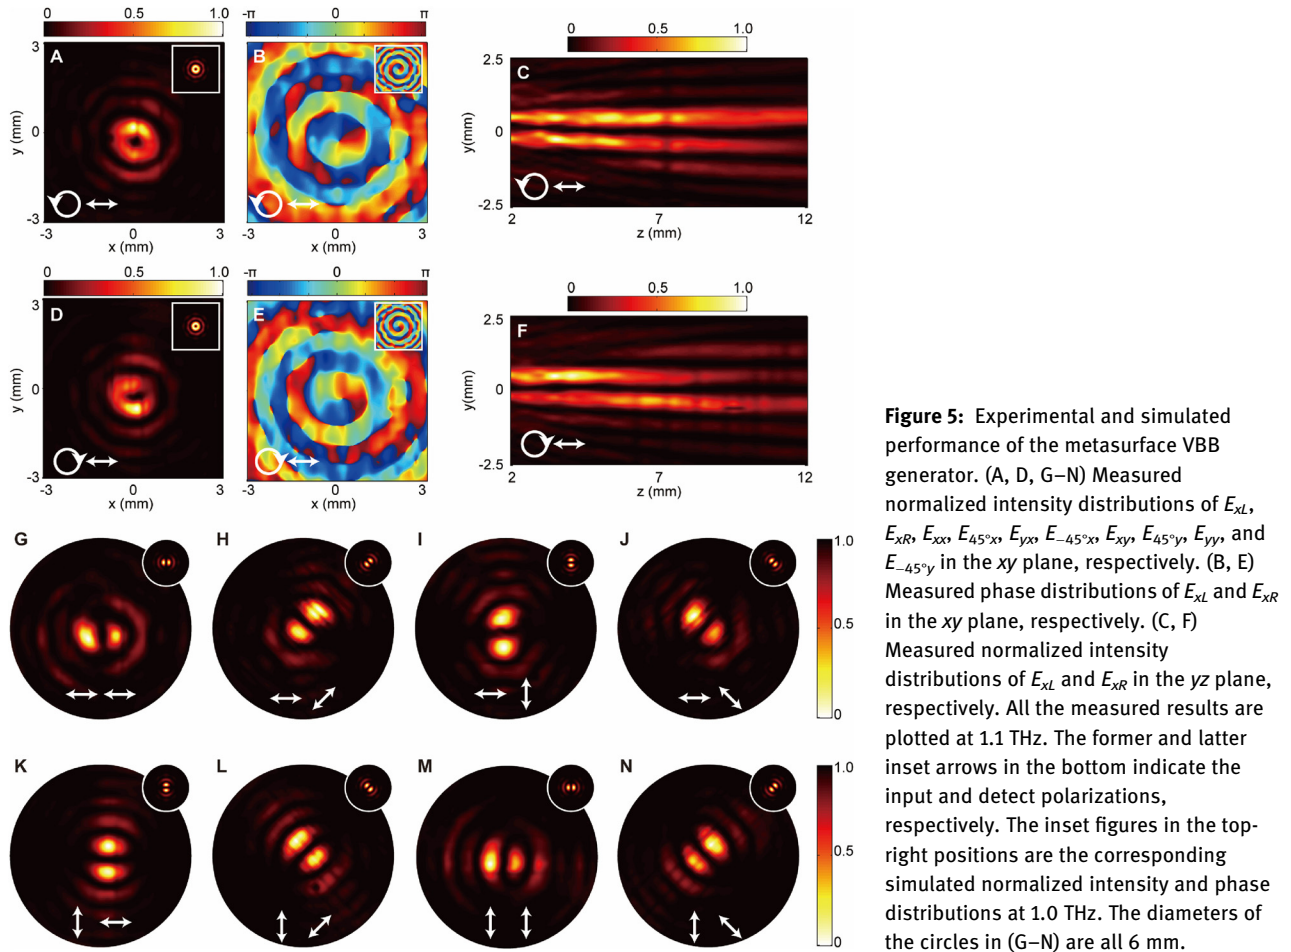 0 0.5 1.0
-π 0 π
0 0.5 1.0
A
B
C
3
0
-3
y (mm)
-3 0 3
x (mm)
-3 0 3
x (mm)
2.5
0
-2.5
y(mm)
2 7 12
z (mm)
0 0.5 1.0
-π 0 π
0 0.5 1.0
D
E
F
3
0
-3
y (mm)
-3 0 3
x (mm)
-3 0 3
x (mm)
2.5
0
-2.5
y(mm)
2 7 12
z (mm)
G H I J
1.0
0.5
0
K L M N
1.0
0.5
0
Figure 5: Experimental and simulated
performance of the metasurface VBB
generator. (A, D, G–N) Measured
normalized intensity distributions of ExL,
ExR, Exx, E45°x, Eyx, E−45°x, Exy, E45°y, Eyy, and
E−45°y in the xy plane, respectively. (B, E)
Measured phase distributions of ExL and ExR
in the xy plane, respectively. (C, F)
Measured normalized intensity
distributions of ExL and ExR in the yz plane,
respectively. All the measured results are
plotted at 1.1 THz. The former and latter
inset arrows in the bottom indicate the
input and detect polarizations,
respectively. The inset figures in the top-
right positions are the corresponding
simulated normalized intensity and phase
distributions at 1.0 THz. The diameters of
the circles in (G–N) are all 6 mm.